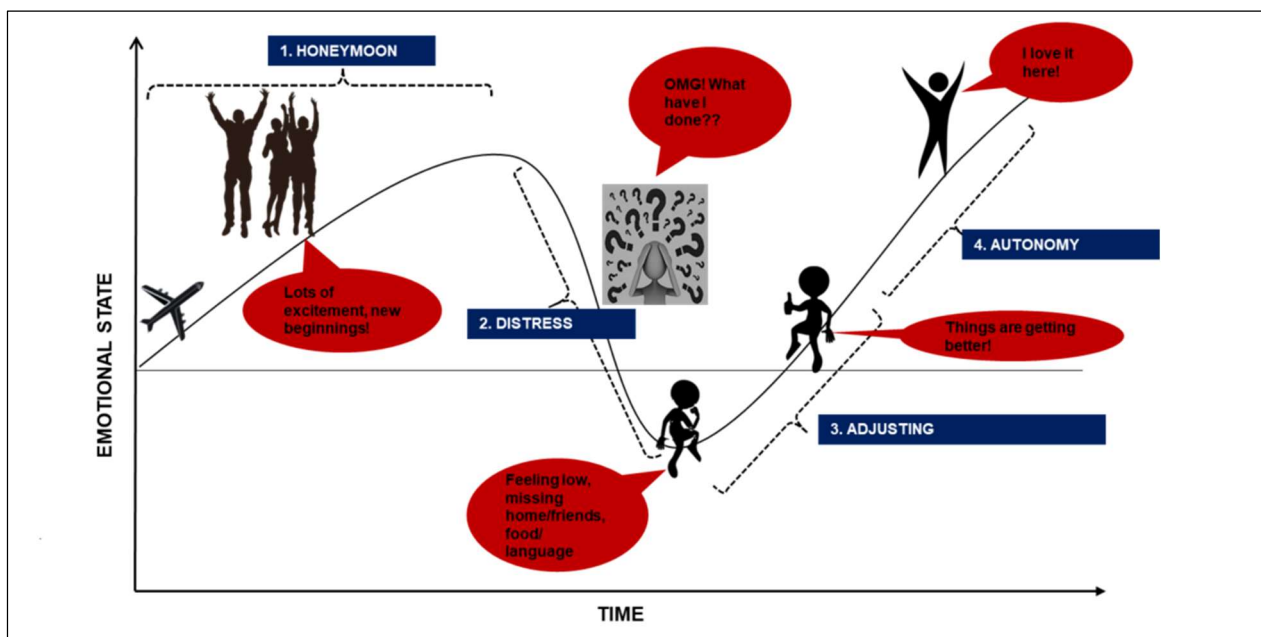 1. HONEYMOON
I love it
here!
OMG! What
have I
done??
4. AUTONOMY
Lots of
excitement, new
beginnings!
2. DISTRESS
Things are getting
better!
3. ADJUSTING
Feeling low,
missing
home/friends,
food/
language
EMOTIONAL STATE
TIME